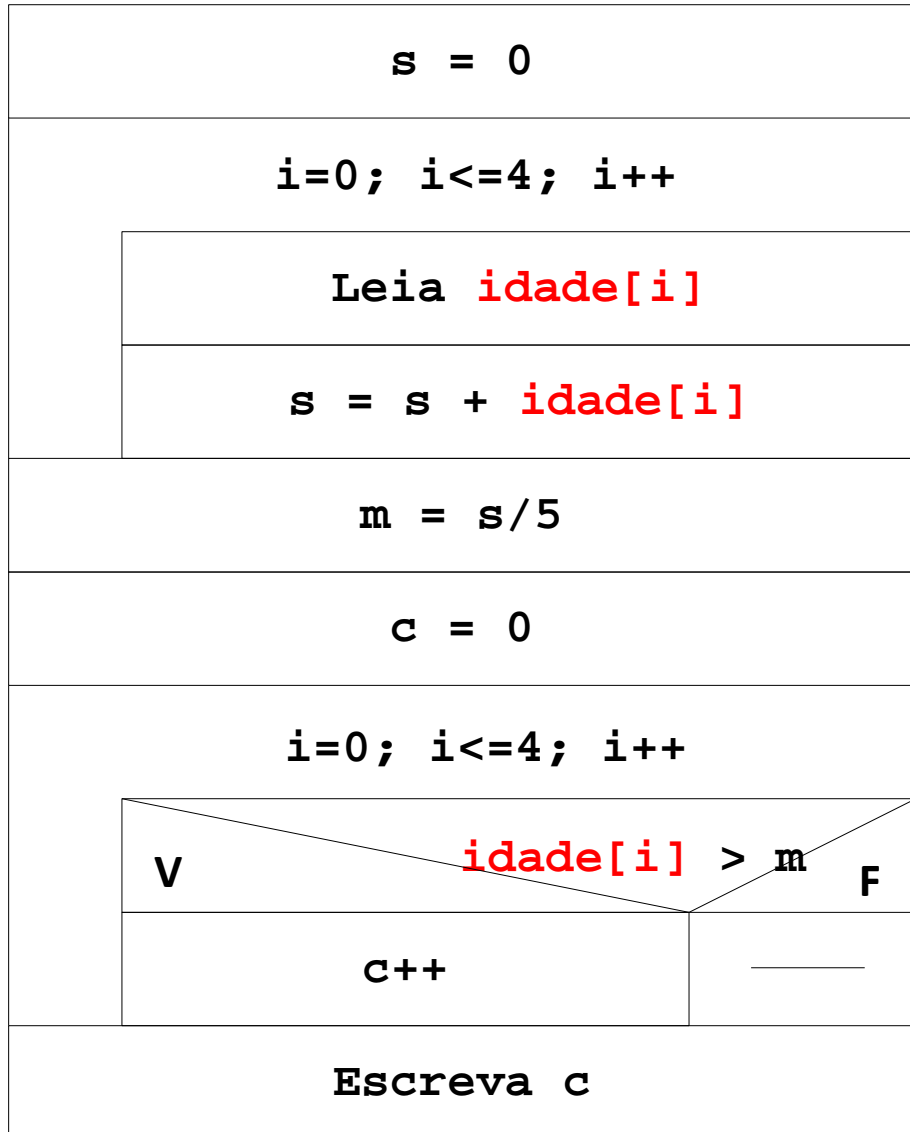 s = 0
i=0; i<=4; i++
Leia idade[i]
s = s + idade[i]
m = s/5
c = 0
i=0; i<=4; i++
idade[i] > m
V
F
c++
Escreva c